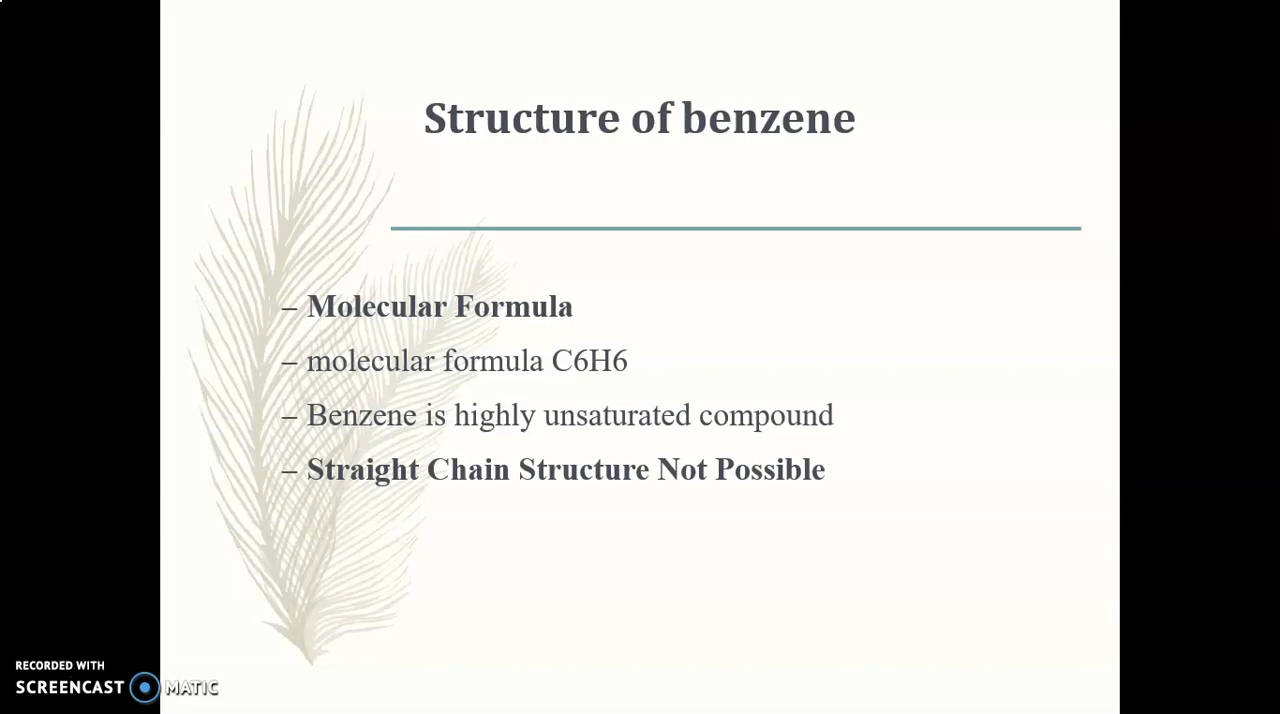 Structure of benzene
– Molecular Formula
– molecular formula C6H6
– Benzene is highly unsaturated compound
– Straight Chain Structure Not Possible
RECORDED WITH
SCREENCAST MATIC